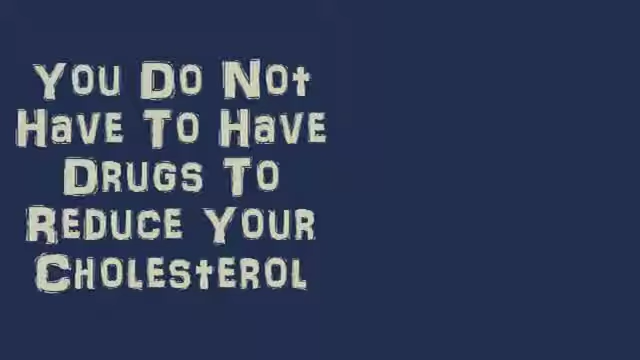 You Do Not
Have To Have
Drugs To
Reduce Your
Cholesterol